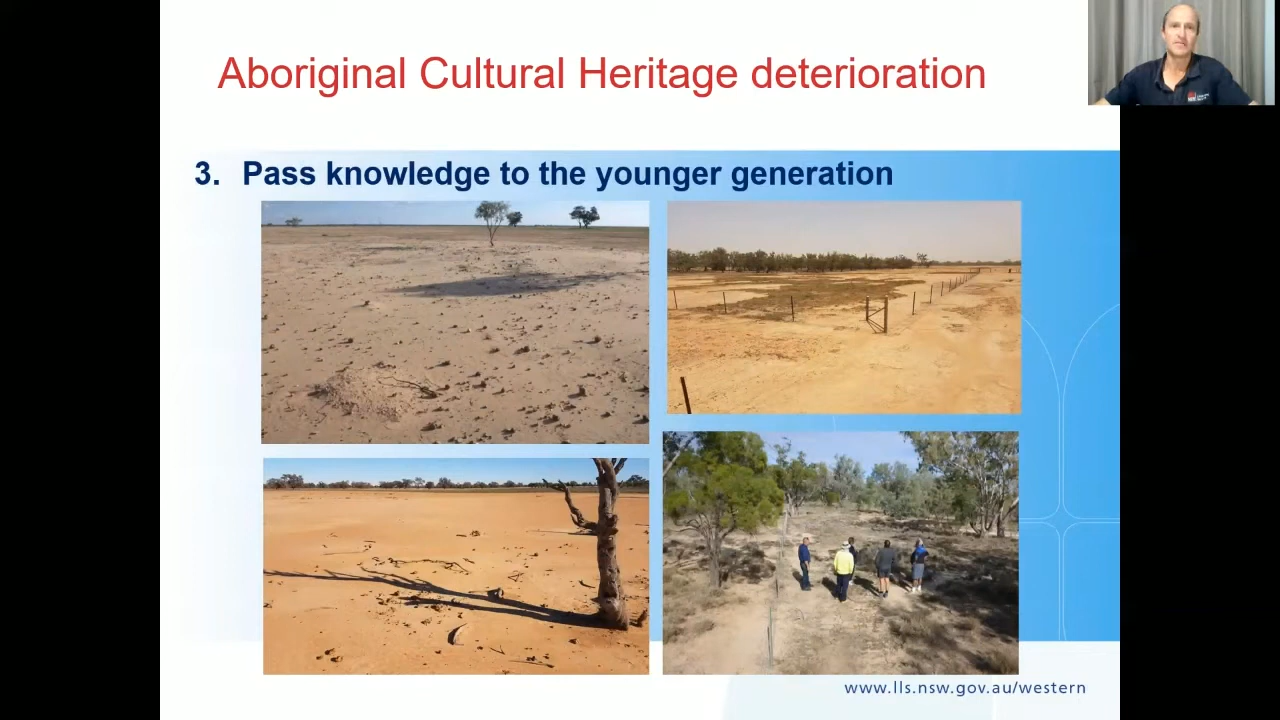 Aboriginal Cultural Heritage deterioration
3. Pass knowledge to the younger generation
www.lls.nsw.gov.au/western